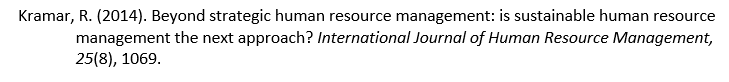 Kramar, R. (2014). Beyond strategic human resource management: is sustainable human resource
management the next approach? International Journal of Human Resource Management,
25(8), 1069.